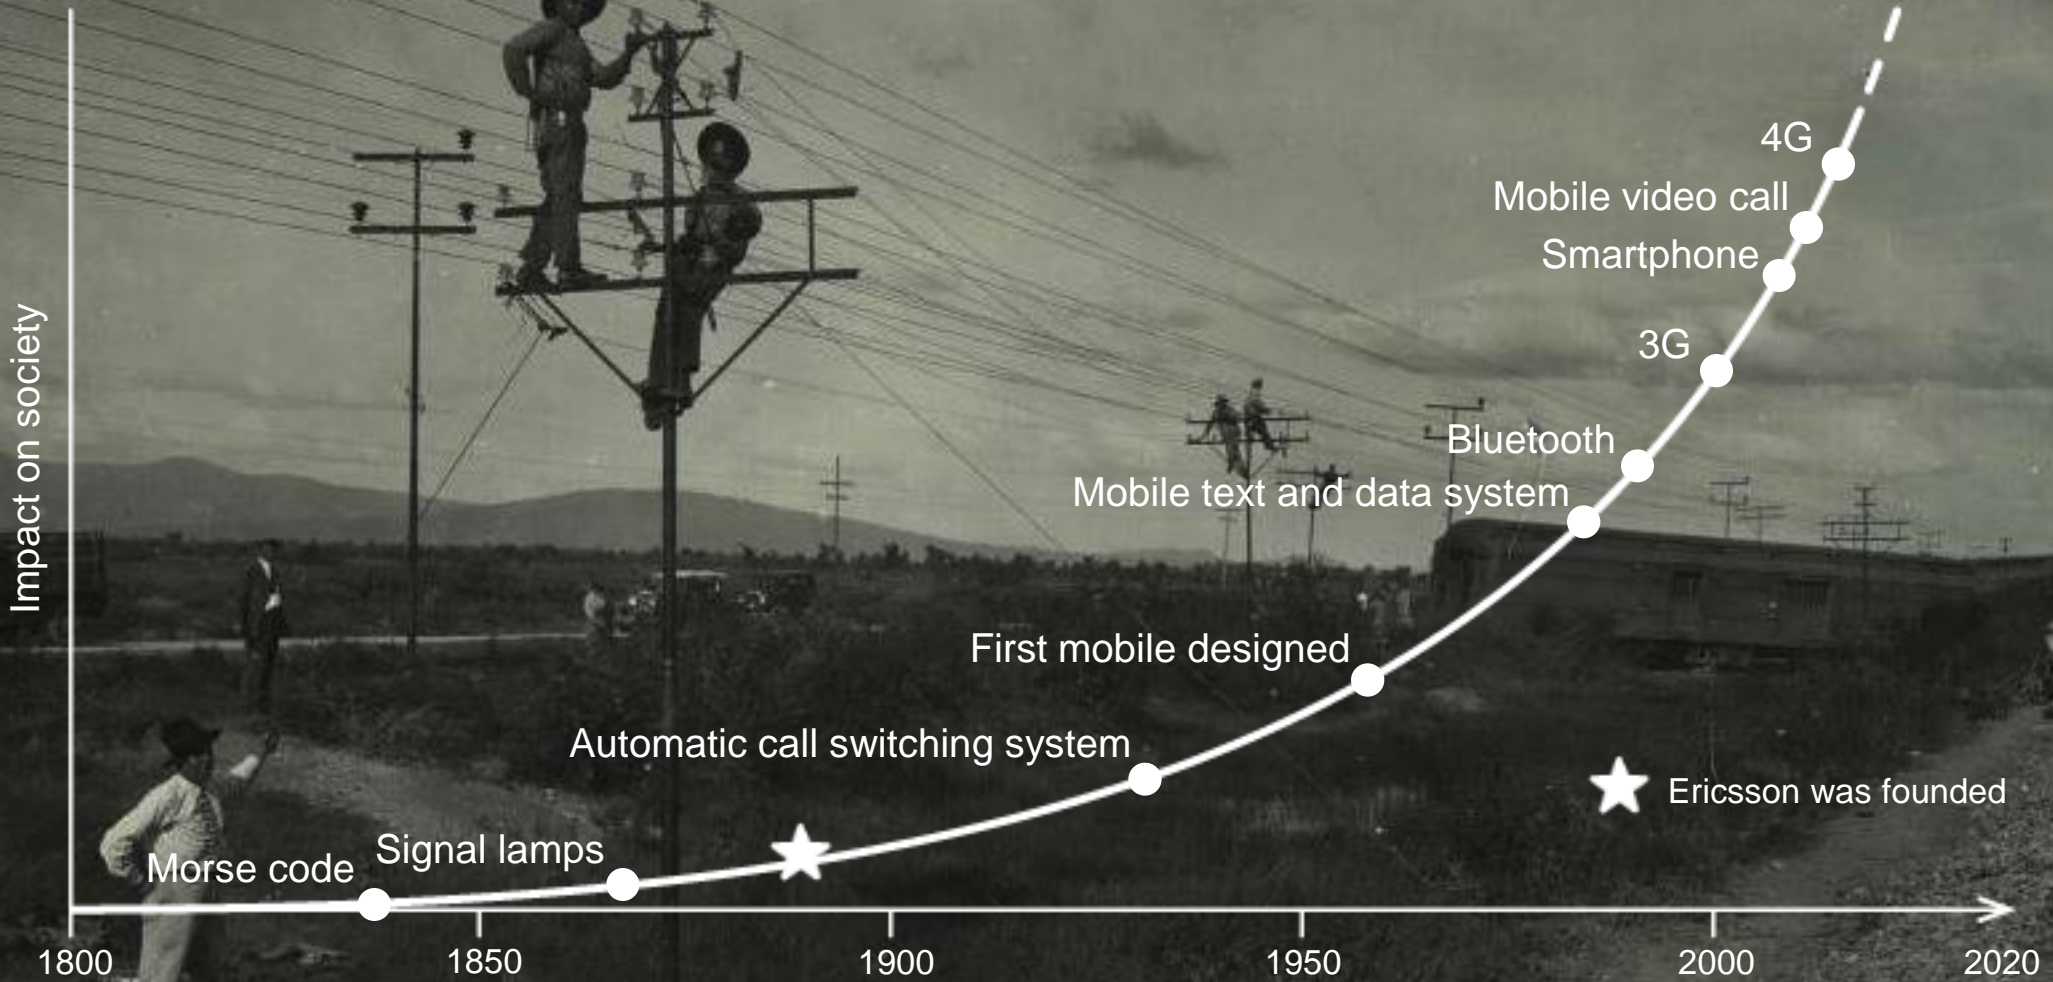 4G
Mobile video call
Smartphone
3G
Bluetooth
Mobile text and data system
First mobile designed
Automatic call switching system
Ericsson was founded
Signal lamps
Morse code
Impact on society
1800 1850 1900 1950 2000 2020